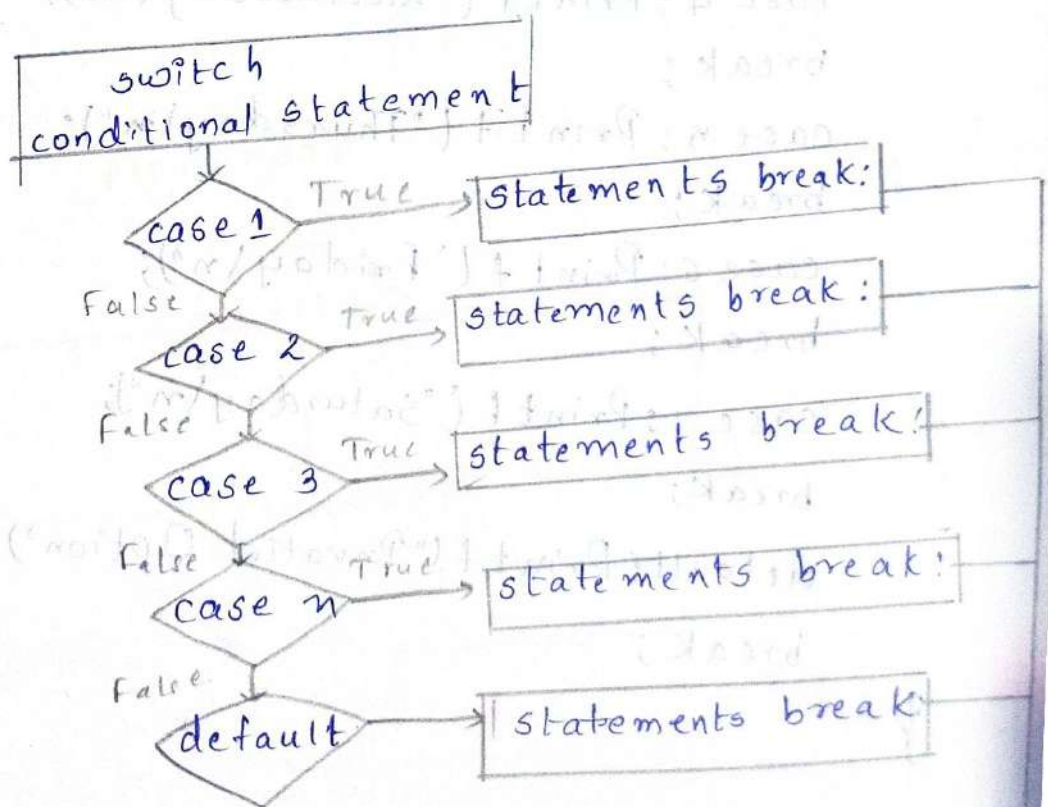 switch
conditional statement
case 1
True
statements break:
False
case 2
True
statements break:
False
case 3
True
statements break:
False
case n
True
statements break:
False
default
statements break: